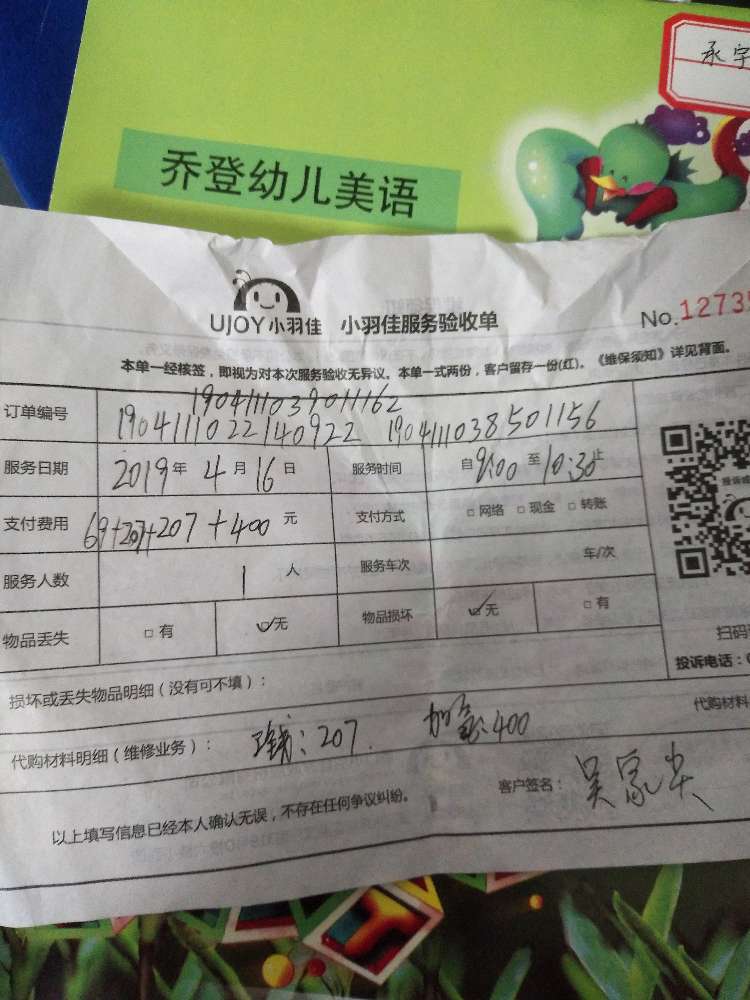 承宇
乔登幼儿美语
UJOY小羽佳 小羽佳服务验收单 No.1273
本单一经核签，即视为对本次服务验收无异议。本单一式两份，客户留存一份(红)。《维保须知》详见背面。
订单编号 1904111039011162
1904111022140922 1904111038501156
服务日期 2019年 4月16日 服务时间 自9:00至10:30止
支付费用 69+207+207+400元 支付方式 □网络 □现金 □转账
服务人数 1人 服务车次 车/次
物品丢失 □有 ☑无 物品损坏 ☑无 □有
扫码
损坏或丢失物品明细（没有可不填）： 投诉电话：
代购材料明细（维修业务）： 207. 加氟:400 代购材料
以上填写信息已经本人确认无误，不存在任何争议纠纷。 客户签名：吴家尖